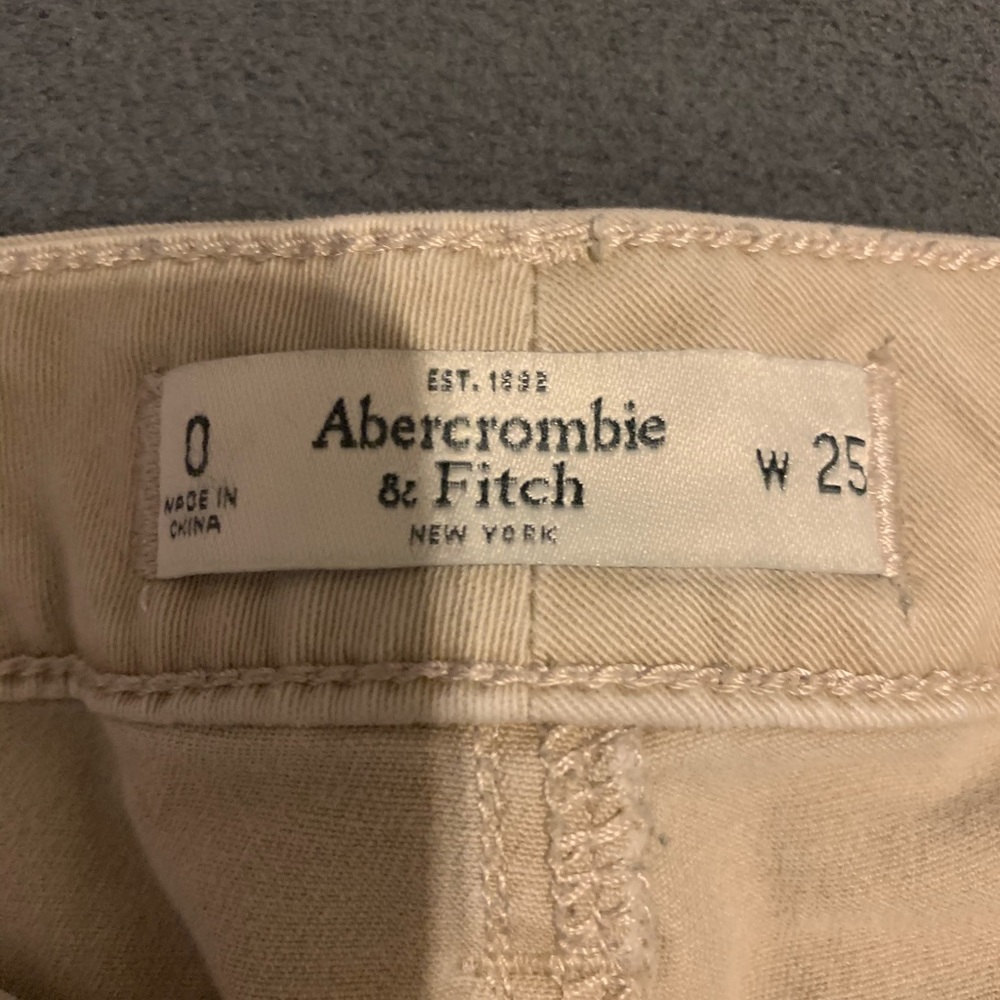 EST. 1892
Abercrombie
& Fitch
NEW YORK
0
MADE IN
CHINA
W 25